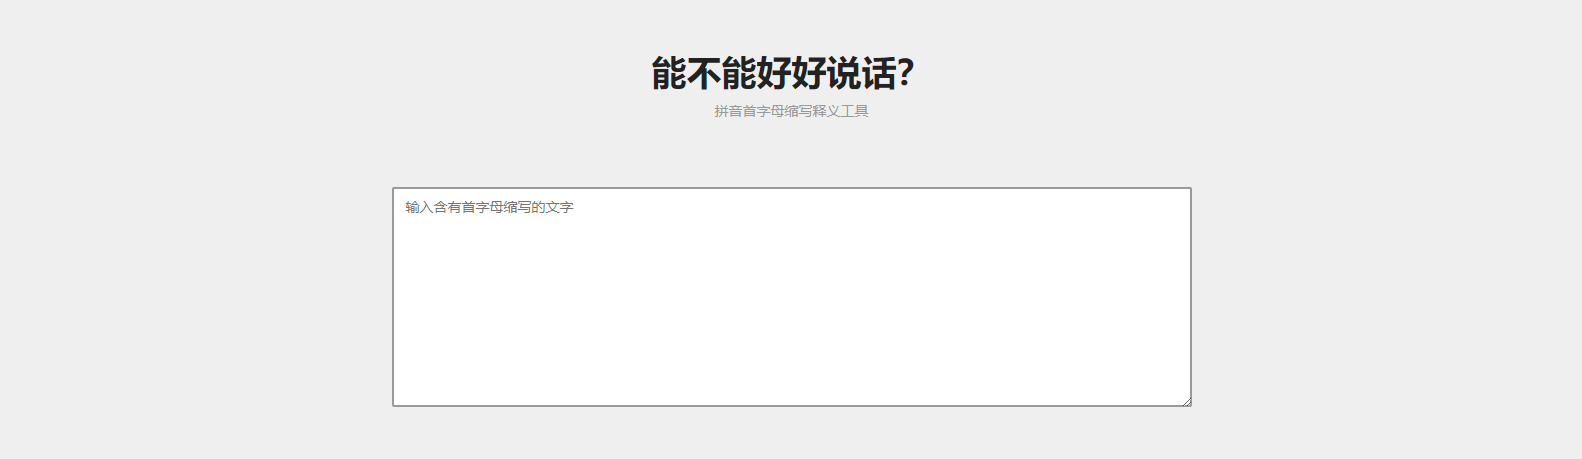 能不能好好说话?
拼音首字母缩写释义工具
输入含有首字母缩写的文字